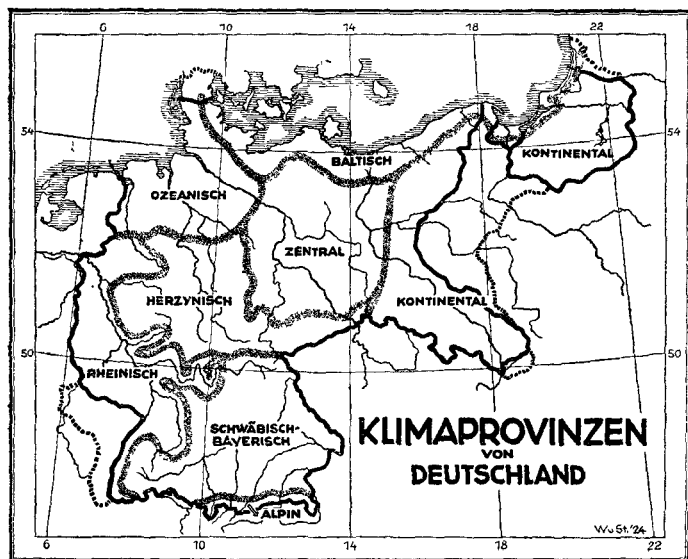 6 10 14 18 22
54 54
BALTISCH
KONTINENTAL
OZEANISCH
ZENTRAL
HERZYNISCH
KONTINENTAL
50 50
RHEINISCH
SCHWÄBISCH-
BAYERISCH
KLIMAPROVINZEN
VON
DEUTSCHLAND
ALPIN
W.u St.'24
6 10 14 18 22